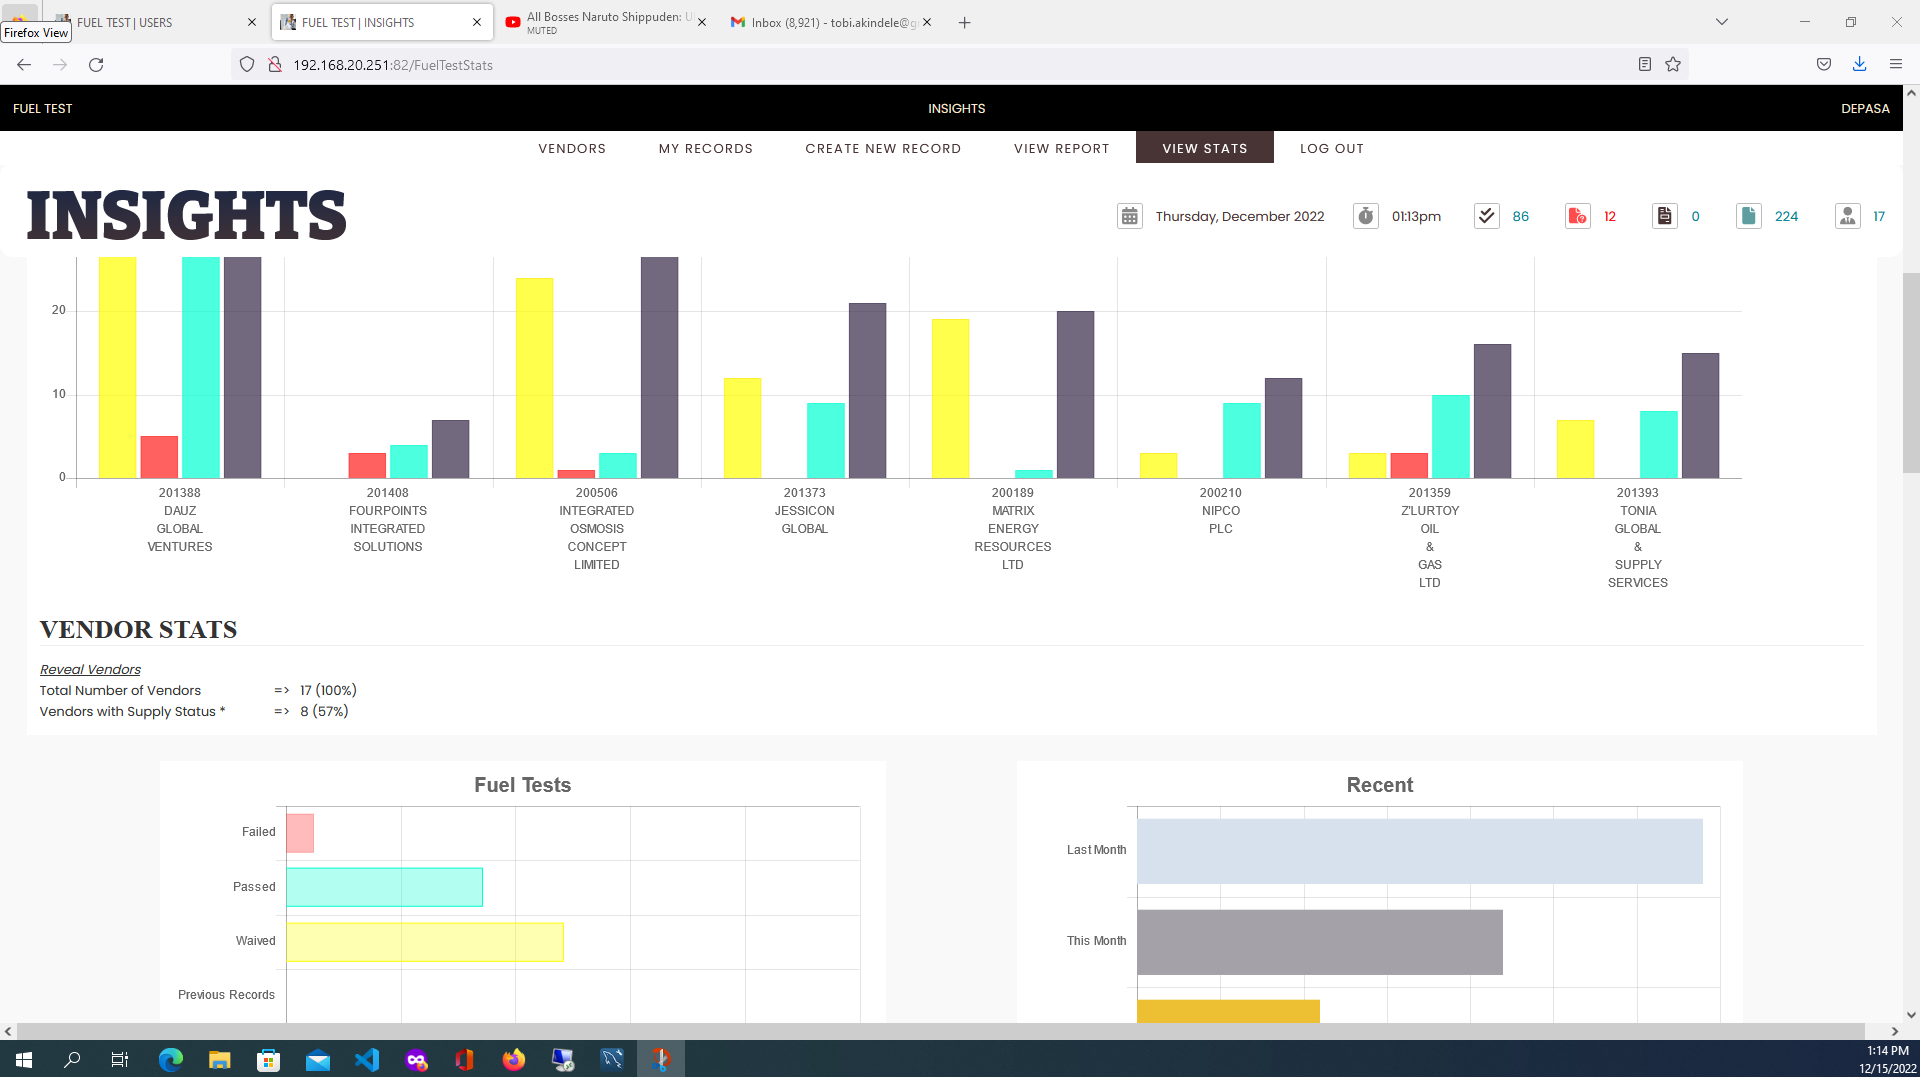 FUEL TEST | USERS
FUEL TEST | INSIGHTS
All Bosses Naruto Shippuden: U
MUTED
Inbox (8,921) - tobi.akindele@g
Firefox View
192.168.20.251:82/FuelTestStats
FUEL TEST
INSIGHTS
DEPASA
VENDORS
MY RECORDS
CREATE NEW RECORD
VIEW REPORT
VIEW STATS
LOG OUT
INSIGHTS
Thursday, December 2022
01:13pm
86
12
0
224
17
20
10
0
201388
DAUZ
GLOBAL
VENTURES
201408
FOURPOINTS
INTEGRATED
SOLUTIONS
200506
INTEGRATED
OSMOSIS
CONCEPT
LIMITED
201373
JESSICON
GLOBAL
200189
MATRIX
ENERGY
RESOURCES
LTD
200210
NIPCO
PLC
201359
Z'LURTOY
OIL
&
GAS
LTD
201393
TONIA
GLOBAL
&
SUPPLY
SERVICES
VENDOR STATS
Reveal Vendors
Total Number of Vendors => 17 (100%)
Vendors with Supply Status * => 8 (57%)
Fuel Tests
Failed
Passed
Waived
Previous Records
Recent
Last Month
This Month
1:14 PM
12/15/2022